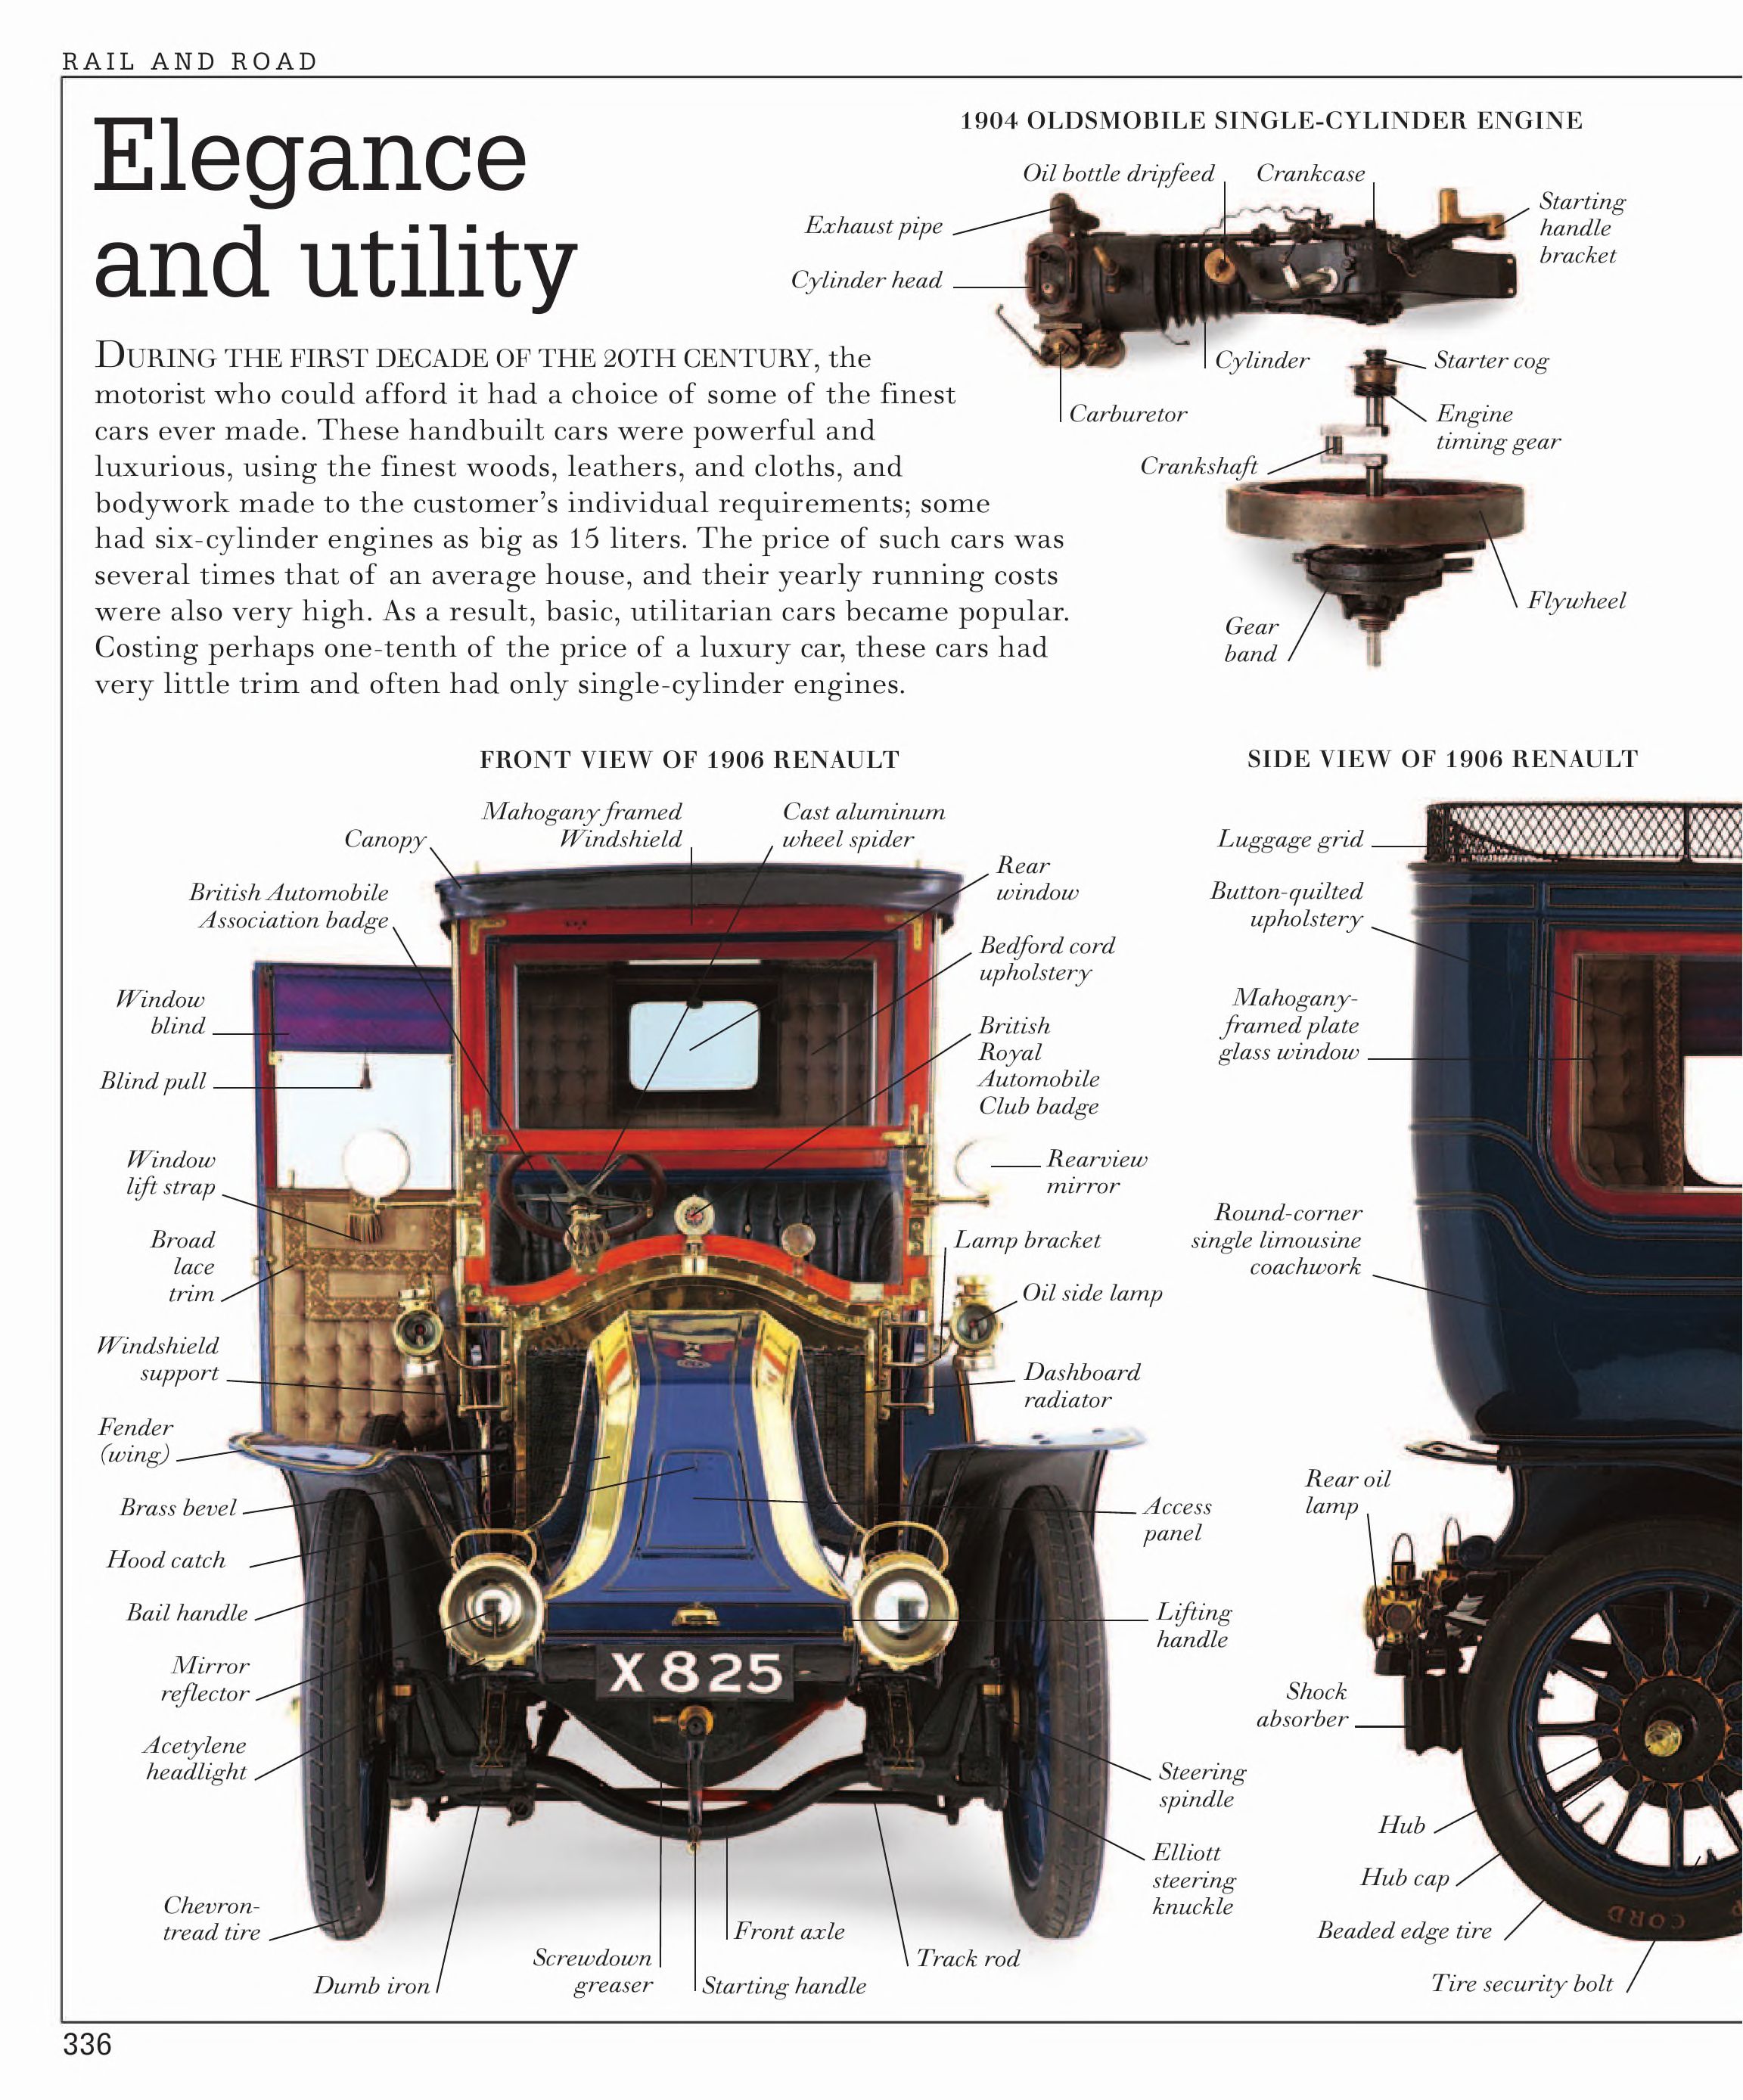 RAIL AND ROAD
Elegance
and utility
DURING THE FIRST DECADE OF THE 20TH CENTURY, the
motorist who could afford it had a choice of some of the finest
cars ever made. These handbuilt cars were powerful and
luxurious, using the finest woods, leathers, and cloths, and
bodywork made to the customer’s individual requirements; some
had six-cylinder engines as big as 15 liters. The price of such cars was
several times that of an average house, and their yearly running costs
were also very high. As a result, basic, utilitarian cars became popular.
Costing perhaps one-tenth of the price of a luxury car, these cars had
very little trim and often had only single-cylinder engines.
1904 OLDSMOBILE SINGLE-CYLINDER ENGINE
Oil bottle dripfeed
Crankcase
Starting
handle
bracket
Exhaust pipe
Cylinder head
Cylinder
Starter cog
Carburetor
Engine
timing gear
Crankshaft
Flywheel
Gear
band
FRONT VIEW OF 1906 RENAULT
Mahogany framed
Windshield
Cast aluminum
wheel spider
Canopy
Rear
window
British Automobile
Association badge
Bedford cord
upholstery
Window
blind
British
Royal
Automobile
Club badge
Blind pull
Window
lift strap
Rearview
mirror
Broad
lace
trim
Lamp bracket
Oil side lamp
Windshield
support
Dashboard
radiator
Fender
(wing)
Brass bevel
Access
panel
Hood catch
Bail handle
Lifting
handle
Mirror
reflector
X 825
Acetylene
headlight
Steering
spindle
Elliott
steering
knuckle
Chevron-
tread tire
Front axle
Screwdown
greaser
Track rod
Dumb iron
Starting handle
SIDE VIEW OF 1906 RENAULT
Luggage grid
Button-quilted
upholstery
Mahogany-
framed plate
glass window
Round-corner
single limousine
coachwork
Rear oil
lamp
Shock
absorber
Hub
Hub cap
CORD
Beaded edge tire
Tire security bolt
336